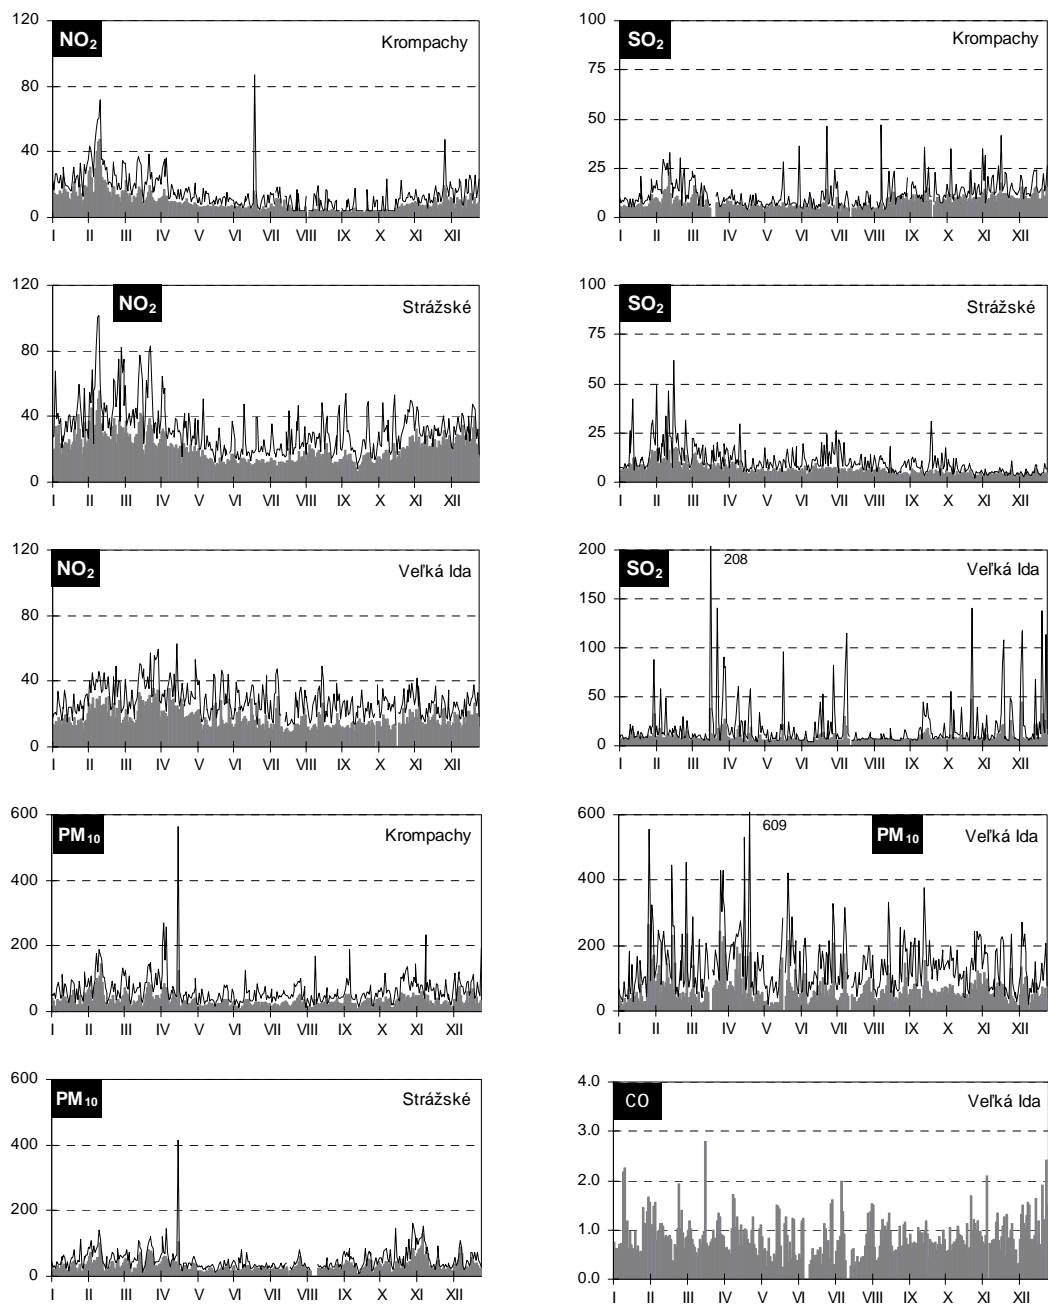 NO2
Krompachy
120
80
40
0
I II III IV V VI VII VIII IX X XI XII
SO2
Krompachy
100
75
50
25
0
I II III IV V VI VII VIII IX X XI XII
NO2
Strážské
120
80
40
0
I II III IV V VI VII VIII IX X XI XII
SO2
Strážské
100
75
50
25
0
I II III IV V VI VII VIII IX X XI XII
NO2
Veľká Ida
120
80
40
0
I II III IV V VI VII VIII IX X XI XII
SO2
208
Veľká Ida
200
150
100
50
0
I II III IV V VI VII VIII IX X XI XII
PM10
Krompachy
600
400
200
0
I II III IV V VI VII VIII IX X XI XII
609
PM10
Veľká Ida
600
400
200
0
I II III IV V VI VII VIII IX X XI XII
PM10
Strážské
600
400
200
0
I II III IV V VI VII VIII IX X XI XII
CO
Veľká Ida
4.0
3.0
2.0
1.0
0.0
I II III IV V VI VII VIII IX X XI XII